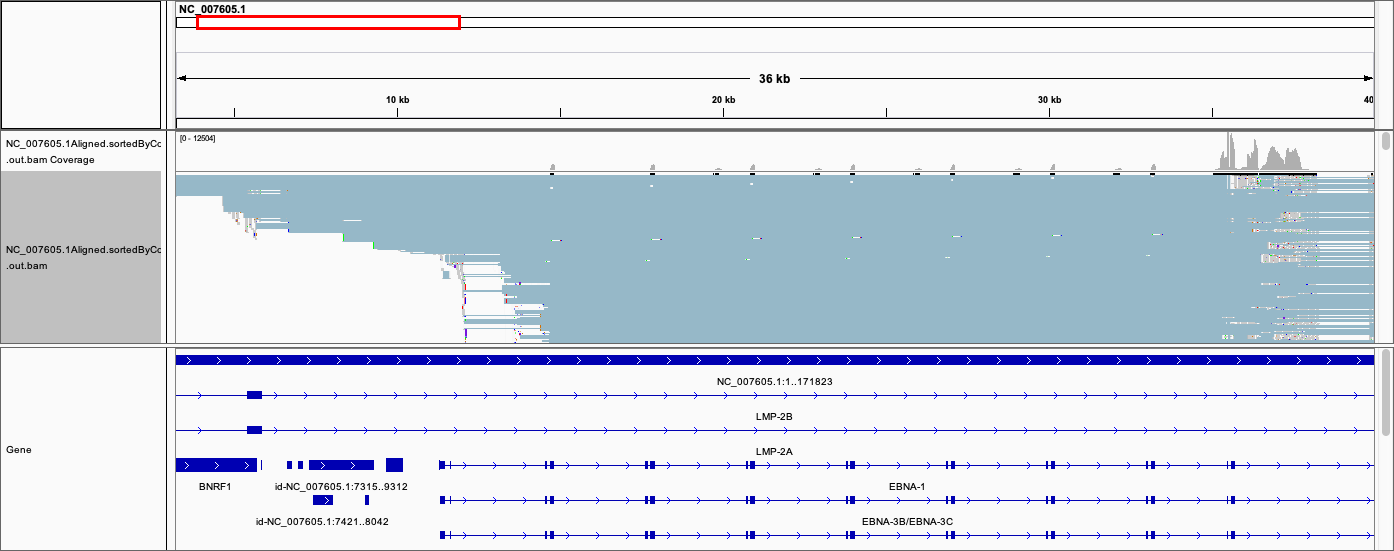 NC_007605.1
36 kb
10 kb
20 kb
30 kb
40
NC_007605.1Aligned.sortedByCc
.out.bam Coverage
[0 - 12504]
NC_007605.1Aligned.sortedByCc
.out.bam
Gene
NC_007605.1:1..171823
LMP-2B
LMP-2A
BNRF1
id-NC_007605.1:7315..9312
EBNA-1
id-NC_007605.1:7421..8042
EBNA-3B/EBNA-3C